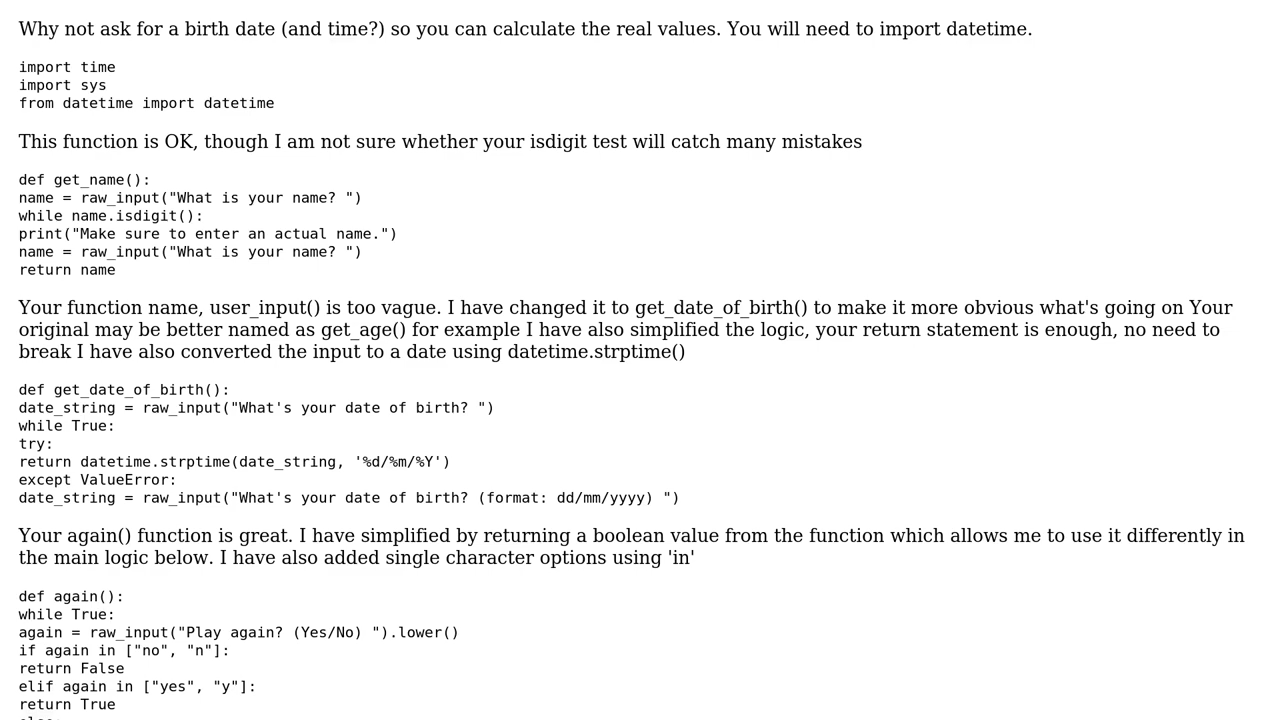 Why not ask for a birth date (and time?) so you can calculate the real values. You will need to import datetime.
import time
import sys
from datetime import datetime
This function is OK, though I am not sure whether your isdigit test will catch many mistakes
def get_name():
name = raw_input("What is your name? ")
while name.isdigit():
print("Make sure to enter an actual name.")
name = raw_input("What is your name? ")
return name
Your function name, user_input() is too vague. I have changed it to get_date_of_birth() to make it more obvious what's going on Your
original may be better named as get_age() for example I have also simplified the logic, your return statement is enough, no need to
break I have also converted the input to a date using datetime.strptime()
def get_date_of_birth():
date_string = raw_input("What's your date of birth? ")
while True:
try:
return datetime.strptime(date_string, '%d/%m/%Y')
except ValueError:
date_string = raw_input("What's your date of birth? (format: dd/mm/yyyy) ")
Your again() function is great. I have simplified by returning a boolean value from the function which allows me to use it differently in
the main logic below. I have also added single character options using 'in'
def again():
while True:
again = raw_input("Play again? (Yes/No) ").lower()
if again in ["no", "n"]:
return False
elif again in ["yes", "y"]:
return True